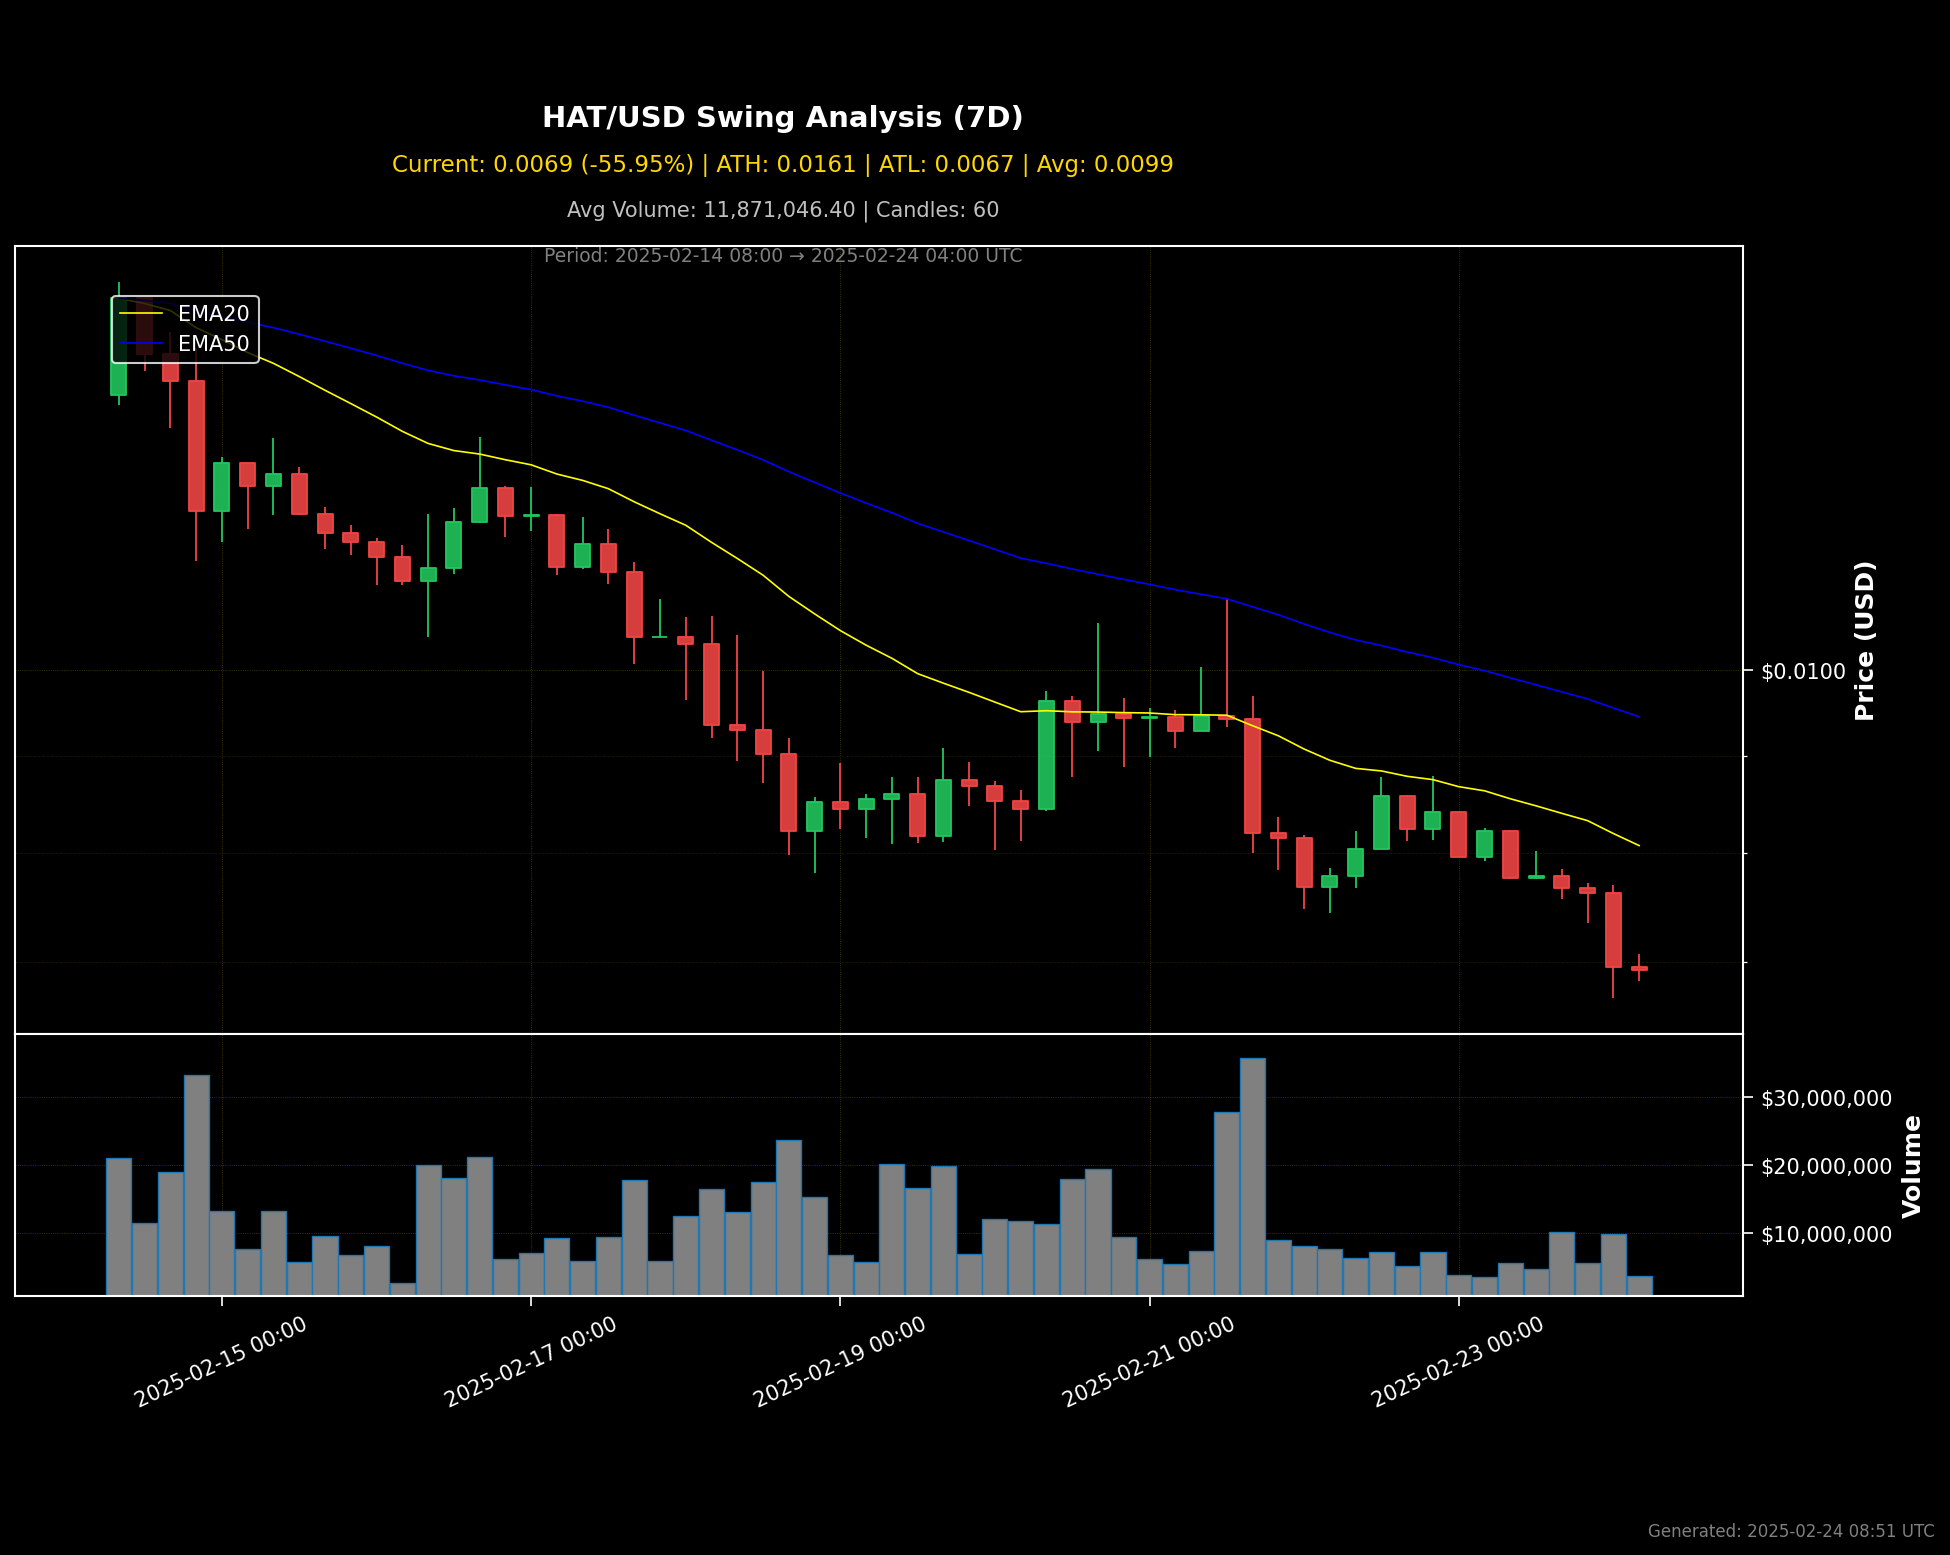 HAT/USD Swing Analysis (7D)
Current: 0.0069 (-55.95%) | ATH: 0.0161 | ATL: 0.0067 | Avg: 0.0099
Avg Volume: 11,871,046.40 | Candles: 60
Period: 2025-02-14 08:00 → 2025-02-24 04:00 UTC
EMA20
EMA50
$0.0100
Price (USD)
$30,000,000
$20,000,000
$10,000,000
Volume
2025-02-15 00:00
2025-02-17 00:00
2025-02-19 00:00
2025-02-21 00:00
2025-02-23 00:00
Generated: 2025-02-24 08:51 UTC